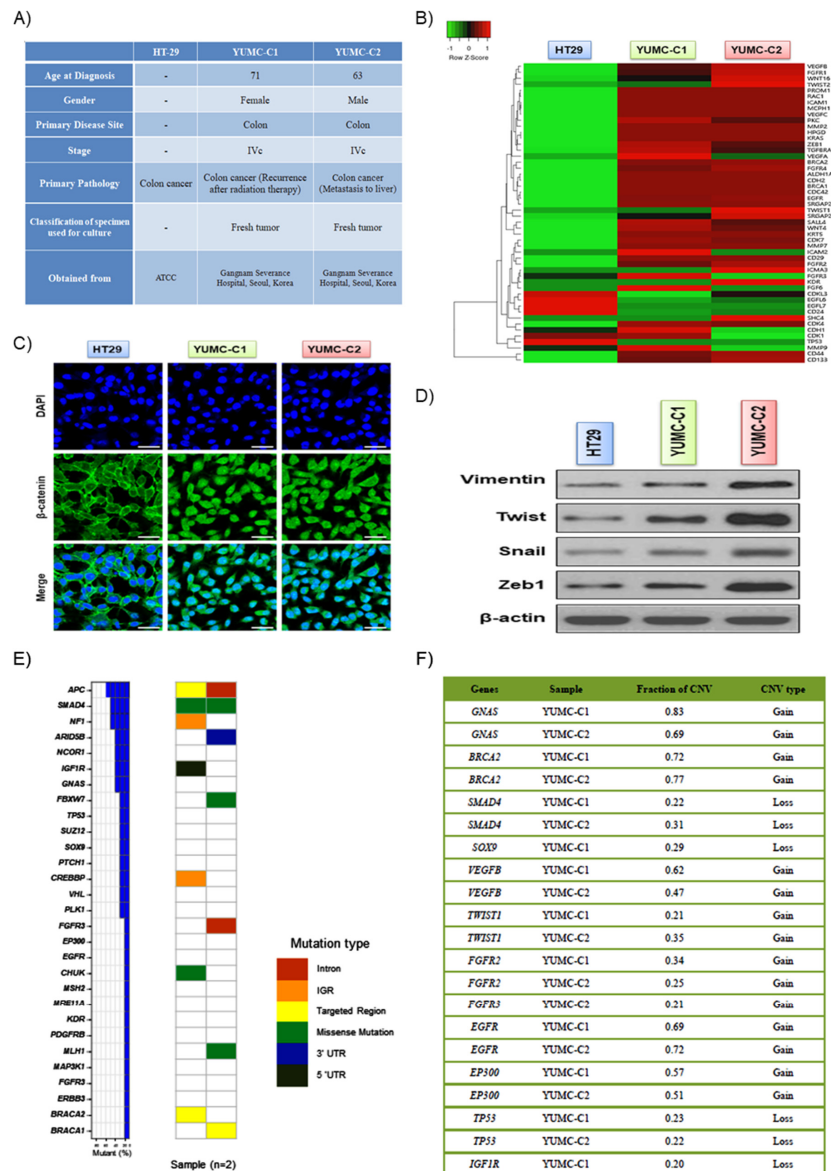 A)
HT-29 YUMC-C1 YUMC-C2
Age at Diagnosis - 71 63
Gender - Female Male
Primary Disease Site - Colon Colon
Stage - IVc IVc
Primary Pathology Colon cancer Colon cancer (Recurrence after radiation therapy) Colon cancer (Metastasis to liver)
Classification of specimen used for culture - Fresh tumor Fresh tumor
Obtained from ATCC Gangnam Severance Hospital, Seoul, Korea Gangnam Severance Hospital, Seoul, Korea
B)
-1 0 1
Row Z-Score
HT29 YUMC-C1 YUMC-C2
VEGFB
FGFR1
WNT16
TWIST2
PROM1
RAC1
ICAM1
MCPH1
VEGFC
PKC
MMP2
HPGD
KRAS
ZEB1
TGFBRA
VEGFA
BRCA2
FGFR4
ALDH1A
CDH2
BRCA1
CDC42
EGFR
SRGAP2
TWIST1
SRGAP3
SALL4
WNT4
KRT5
CDK7
MMP7
ICAM2
CD29
FGFR2
ICMA3
FGFR3
KDR
FGF6
CDKL3
EGFL6
EGFL7
CD24
SHC4
CDK4
CDH1
CDK1
TP53
MMP9
CD44
CD133
C)
HT29 YUMC-C1 YUMC-C2
DAPI
β-catenin
Merge
D)
HT29 YUMC-C1 YUMC-C2
Vimentin
Twist
Snail
Zeb1
β-actin
E)
APC
SMAD4
NF1
ARID5B
NCOR1
IGF1R
GNAS
FBXW7
TP53
SUZ12
SOX9
PTCH1
CREBBP
VHL
PLK1
FGFR3
EP300
EGFR
CHUK
MSH2
MRE11A
KDR
PDGFRB
MLH1
MAP3K1
FGFR3
ERBB3
BRACA2
BRACA1
Mutant (%)
Sample (n=2)
Mutation type
Intron
IGR
Targeted Region
Missense Mutation
3' UTR
5 'UTR
F)
Genes Sample Fraction of CNV CNV type
GNAS YUMC-C1 0.83 Gain
GNAS YUMC-C2 0.69 Gain
BRCA2 YUMC-C1 0.72 Gain
BRCA2 YUMC-C2 0.77 Gain
SMAD4 YUMC-C1 0.22 Loss
SMAD4 YUMC-C2 0.31 Loss
SOX9 YUMC-C1 0.29 Loss
VEGFB YUMC-C1 0.62 Gain
VEGFB YUMC-C2 0.47 Gain
TWIST1 YUMC-C1 0.21 Gain
TWIST1 YUMC-C2 0.35 Gain
FGFR2 YUMC-C1 0.34 Gain
FGFR2 YUMC-C2 0.25 Gain
FGFR3 YUMC-C2 0.21 Gain
EGFR YUMC-C1 0.69 Gain
EGFR YUMC-C2 0.72 Gain
EP300 YUMC-C1 0.57 Gain
EP300 YUMC-C2 0.51 Gain
TP53 YUMC-C1 0.23 Loss
TP53 YUMC-C2 0.22 Loss
IGF1R YUMC-C1 0.20 Loss